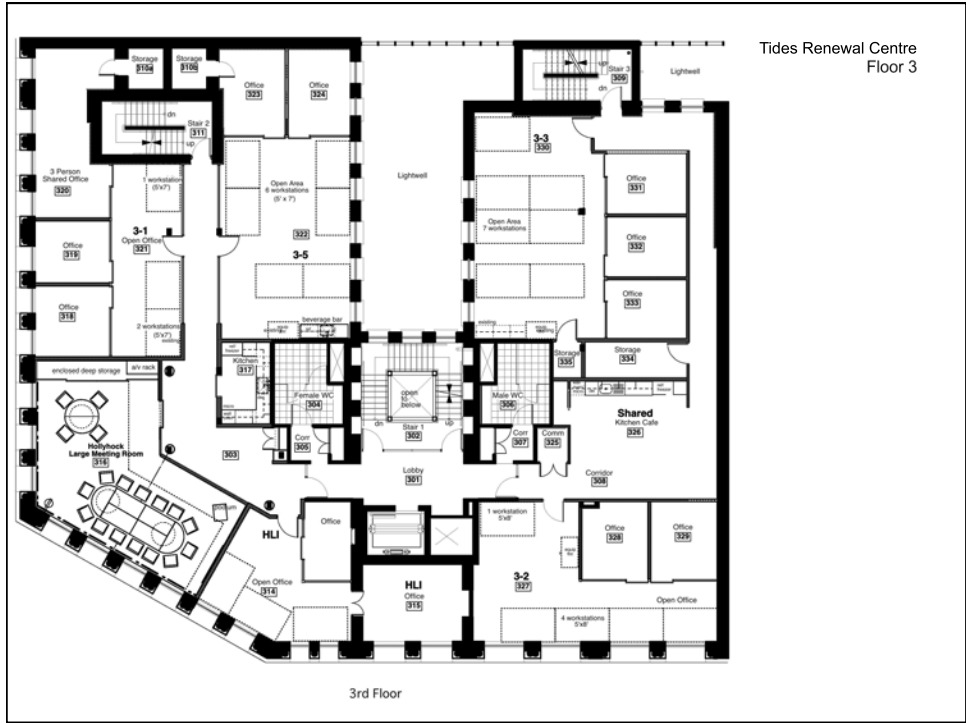 Tides Renewal Centre
Floor 3
Storage
310a
Storage
310b
Office
323
Office
324
up
Stair 3
309
dn
Lightwell
dn
Stair 2
311
up
3 Person
Shared Office
320
1 workstation
(5'x7')
Open Area
6 workstations
(5' x 7')
322
3-5
Lightwell
3-3
330
Open Area
7 workstations
Office
331
Office
332
Office
333
3-1
Open Office
321
Office
319
Office
318
2 workstations
(5'x7')
existing
beverage bar
existing
Storage
335
Storage
334
enclosed deep storage
a/v rack
Kitchen
317
Female WC
304
open
to
below
dn
up
Stair 1
302
Male WC
306
Shared
Kitchen Cafe
326
Corr
305
Corr
307
Comm
325
303
Lobby
301
Corridor
308
Hollyhock
Large Meeting Room
316
podium
HLI
Office
Open Office
314
HLI
Office
315
1 workstation
5'x8'
Office
328
Office
329
3-2
327
Open Office
4 workstations
5'x8'
3rd Floor